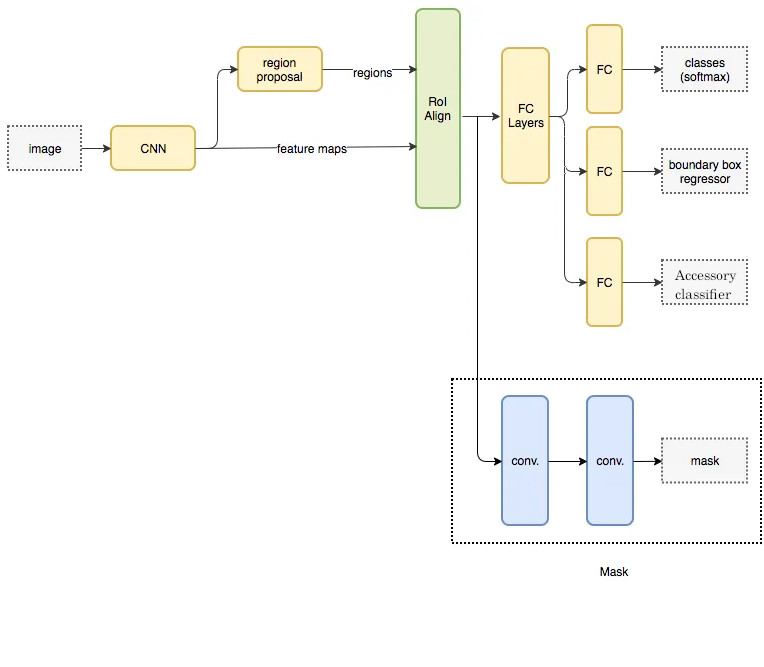 region
proposal
regions
RoI
Align
FC
Layers
FC
classes
(softmax)
image
CNN
feature maps
FC
boundary box
regressor
FC
Accessory
classifier
conv.
conv.
mask
Mask